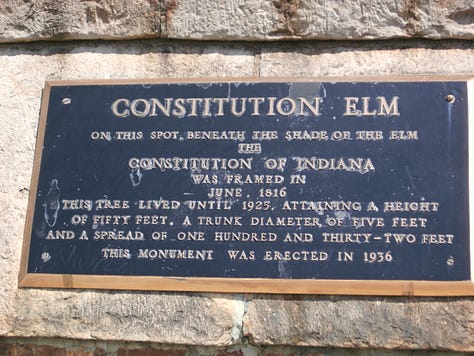 CONSTITUTION ELM
ON THIS SPOT, BENEATH THE SHADE OF THE ELM
THE
CONSTITUTION OF INDIANA
WAS FRAMED IN
JUNE, 1816
THIS TREE LIVED UNTIL 1925, ATTAINING A HEIGHT
OF FIFTY FEET, A TRUNK DIAMETER OF FIVE FEET
AND A SPREAD OF ONE HUNDRED AND THIRTY-TWO FEET
THIS MONUMENT WAS ERECTED IN 1936